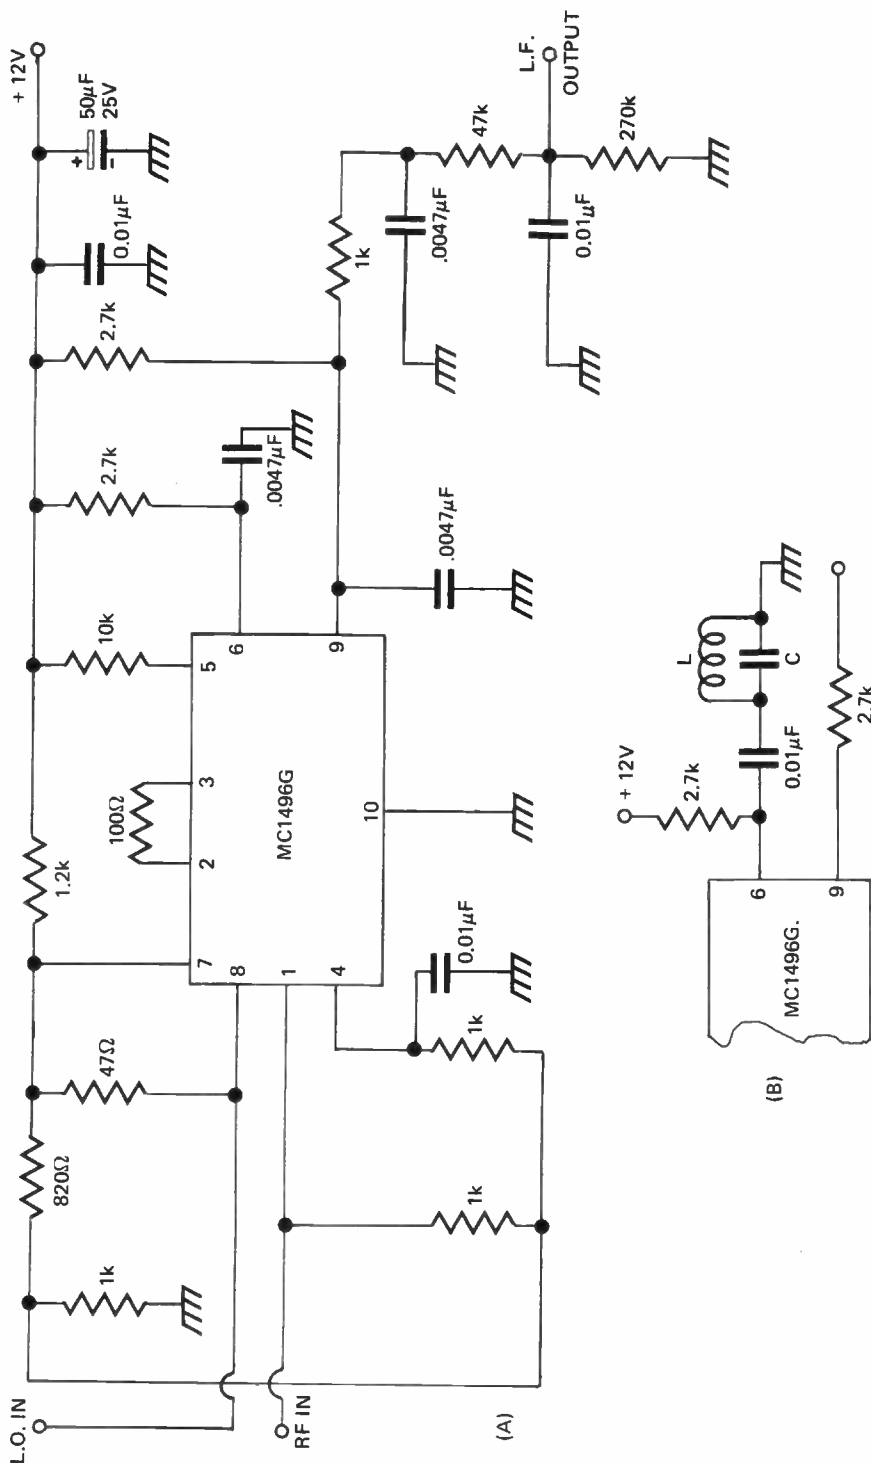 + 12V
50μF
25V
0.01μF
2.7k
2.7k
10k
1.2k
47Ω
820Ω
1k
L.O. IN
RF IN
100Ω
7
2
3
5
8
1
4
6
9
10
MC1496G
.0047μF
.0047μF
0.01μF
1k
1k
1k
.0047μF
47k
L.F.
OUTPUT
0.01μF
270k
(A)
+ 12V
2.7k
L
C
0.01μF
6
9
2.7k
MC1496G.
(B)